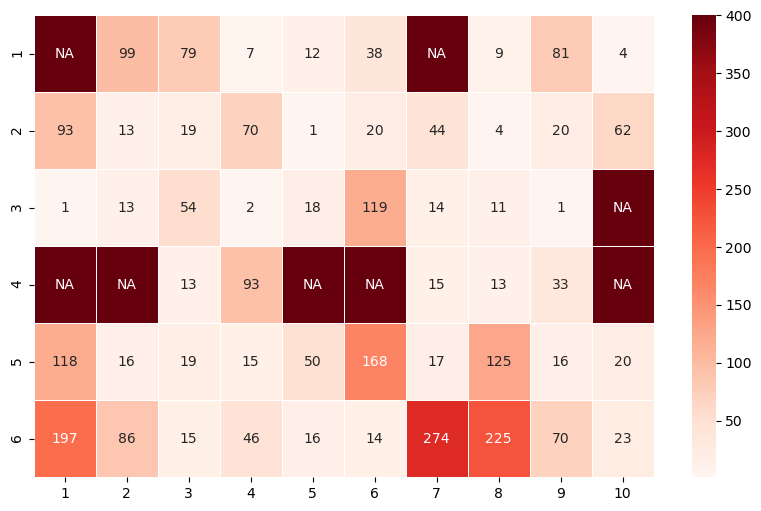 1 NA 99 79 7 12 38 NA 9 81 4
2 93 13 19 70 1 20 44 4 20 62
3 1 13 54 2 18 119 14 11 1 NA
4 NA NA 13 93 NA NA 15 13 33 NA
5 118 16 19 15 50 168 17 125 16 20
6 197 86 15 46 16 14 274 225 70 23
1 2 3 4 5 6 7 8 9 10
400
350
300
250
200
150
100
50